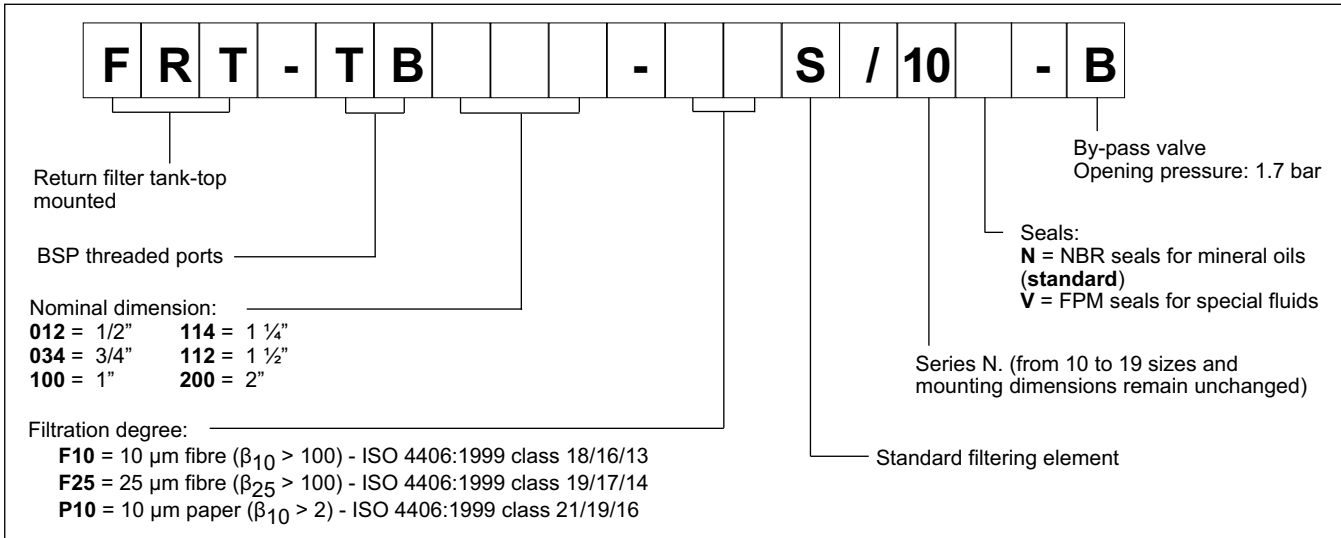 F R T - T B - S / 10 - B
Return filter tank-top
mounted
BSP threaded ports
Nominal dimension:
012 = 1/2” 114 = 1 ¼”
034 = 3/4” 112 = 1 ½”
100 = 1” 200 = 2”
Filtration degree:
F10 = 10 µm fibre (β10 > 100) - ISO 4406:1999 class 18/16/13
F25 = 25 µm fibre (β25 > 100) - ISO 4406:1999 class 19/17/14
P10 = 10 µm paper (β10 > 2) - ISO 4406:1999 class 21/19/16
By-pass valve
Opening pressure: 1.7 bar
Seals:
N = NBR seals for mineral oils
(standard)
V = FPM seals for special fluids
Series N. (from 10 to 19 sizes and
mounting dimensions remain unchanged)
Standard filtering element